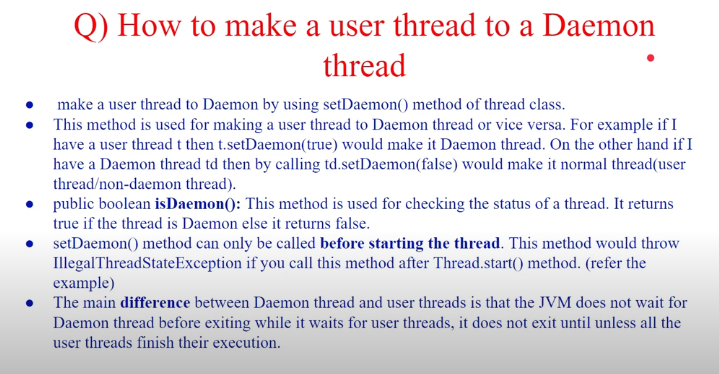 Q) How to make a user thread to a Daemon
thread
● make a user thread to Daemon by using setDaemon() method of thread class.
● This method is used for making a user thread to Daemon thread or vice versa. For example if I
have a user thread t then t.setDaemon(true) would make it Daemon thread. On the other hand if I
have a Daemon thread td then by calling td.setDaemon(false) would make it normal thread(user
thread/non-daemon thread).
● public boolean isDaemon(): This method is used for checking the status of a thread. It returns
true if the thread is Daemon else it returns false.
● setDaemon() method can only be called before starting the thread. This method would throw
IllegalThreadStateException if you call this method after Thread.start() method. (refer the
example)
● The main difference between Daemon thread and user threads is that the JVM does not wait for
Daemon thread before exiting while it waits for user threads, it does not exit until unless all the
user threads finish their execution.